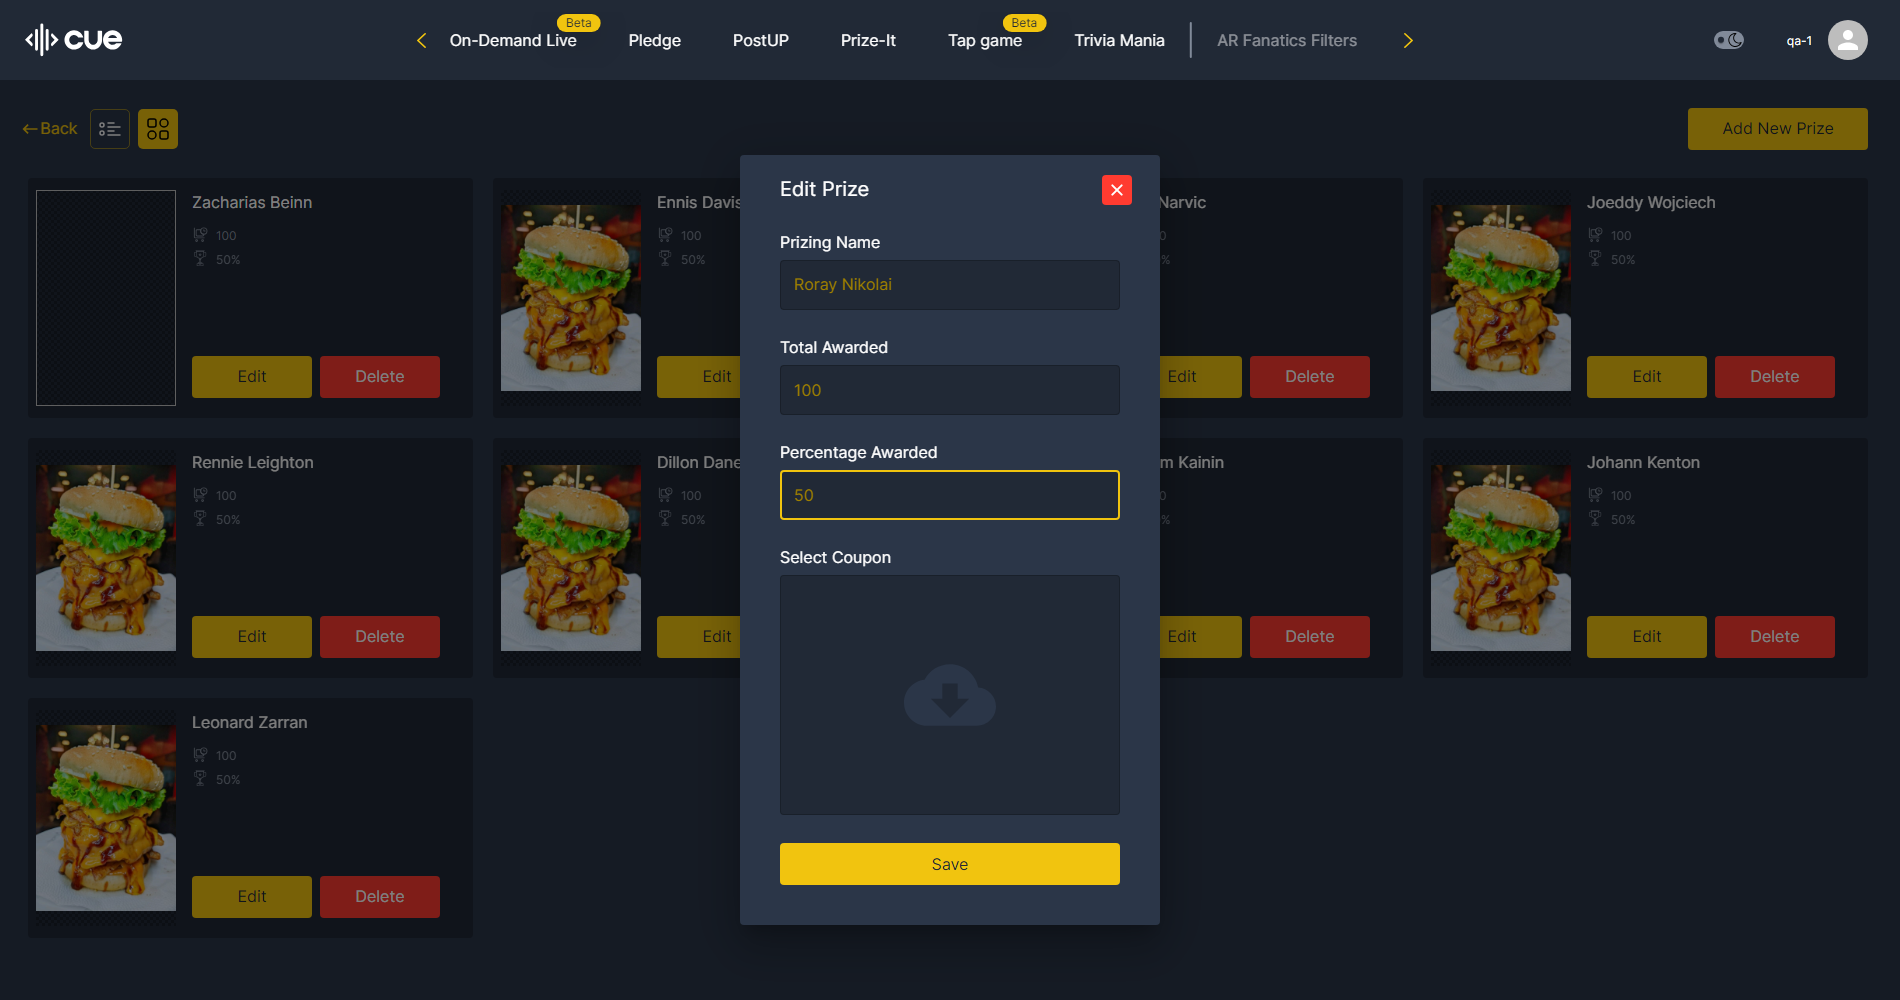 cue
On-Demand Live
Beta
Pledge
PostUP
Prize-It
Tap game
Beta
Trivia Mania
AR Fanatics Filters
qa-1
Back
Add New Prize
Zacharias Beinn
100
50%
Edit
Delete
Ennis Davis
100
50%
Edit
Narvic
0
%
Edit
Delete
Joeddy Wojciech
100
50%
Edit
Delete
Rennie Leighton
100
50%
Edit
Delete
Dillon Dane
100
50%
Edit
m Kainin
0
%
Edit
Delete
Johann Kenton
100
50%
Edit
Delete
Leonard Zarran
100
50%
Edit
Delete
Edit Prize
Prizing Name
Roray Nikolai
Total Awarded
100
Percentage Awarded
50
Select Coupon
Save